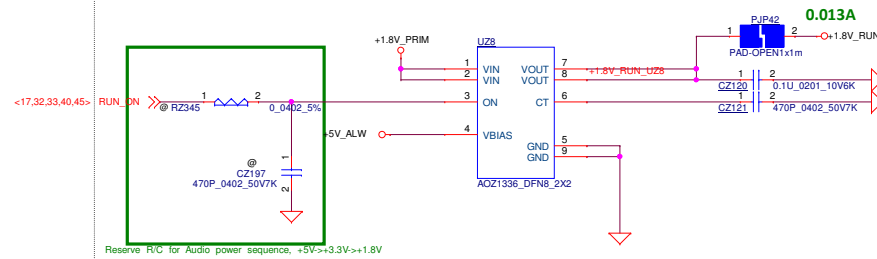 0.013A
PJP42
1 2
+1.8V_RUN
PAD-OPEN1x1m
+1.8V_PRIM
UZ8
1 VIN VOUT 7
2 VIN VOUT 8
+1.8V_RUN_UZ8
CZ120 1 2 0.1U_0201_10V6K
<17,32,33,40,45> RUN_ON
@ RZ345 1 2 0_0402_5%
3 ON CT 6
CZ121 1 2 470P_0402_50V7K
+5V_ALW
4 VBIAS
GND 5
GND 9
@
CZ197
470P_0402_50V7K
1
2
AOZ1336_DFN8_2X2
Reserve R/C for Audio power sequence, +5V->+3.3V->+1.8V